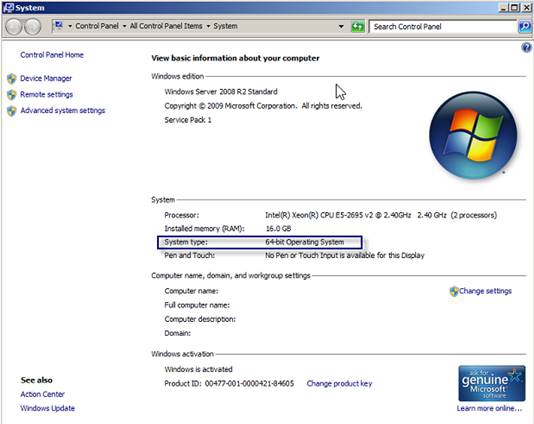 System
Control Panel ▸ All Control Panel Items ▸ System
Search Control Panel
Control Panel Home
Device Manager
Remote settings
Advanced system settings
View basic information about your computer
Windows edition
Windows Server 2008 R2 Standard
Copyright © 2009 Microsoft Corporation. All rights reserved.
Service Pack 1
System
Processor: Intel(R) Xeon(R) CPU E5-2695 v2 @ 2.40GHz 2.40 GHz (2 processors)
Installed memory (RAM): 16.0 GB
System type: 64-bit Operating System
Pen and Touch: No Pen or Touch Input is available for this Display
Computer name, domain, and workgroup settings
Computer name:
Change settings
Full computer name:
Computer description:
Domain:
Windows activation
Windows is activated
Product ID: 00477-001-0000421-84605 Change product key
ask for
genuine
Microsoft
software
Learn more online...
See also
Action Center
Windows Update